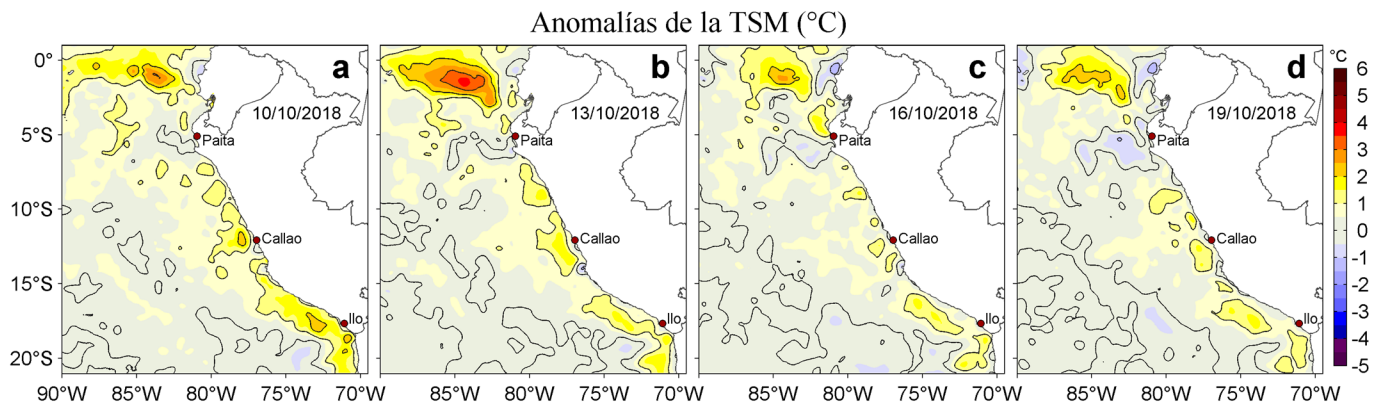 Anomalías de la TSM (°C)
a
10/10/2018
Paita
Callao
Ilo
b
13/10/2018
Paita
Callao
Ilo
c
16/10/2018
Paita
Callao
Ilo
d
19/10/2018
Paita
Callao
Ilo
0°
5°S
10°S
15°S
20°S
90°W 85°W 80°W 75°W 70°W
85°W 80°W 75°W 70°W
85°W 80°W 75°W 70°W
85°W 80°W 75°W 70°W
°C
6
5
4
3
2
1
0
-1
-2
-3
-4
-5